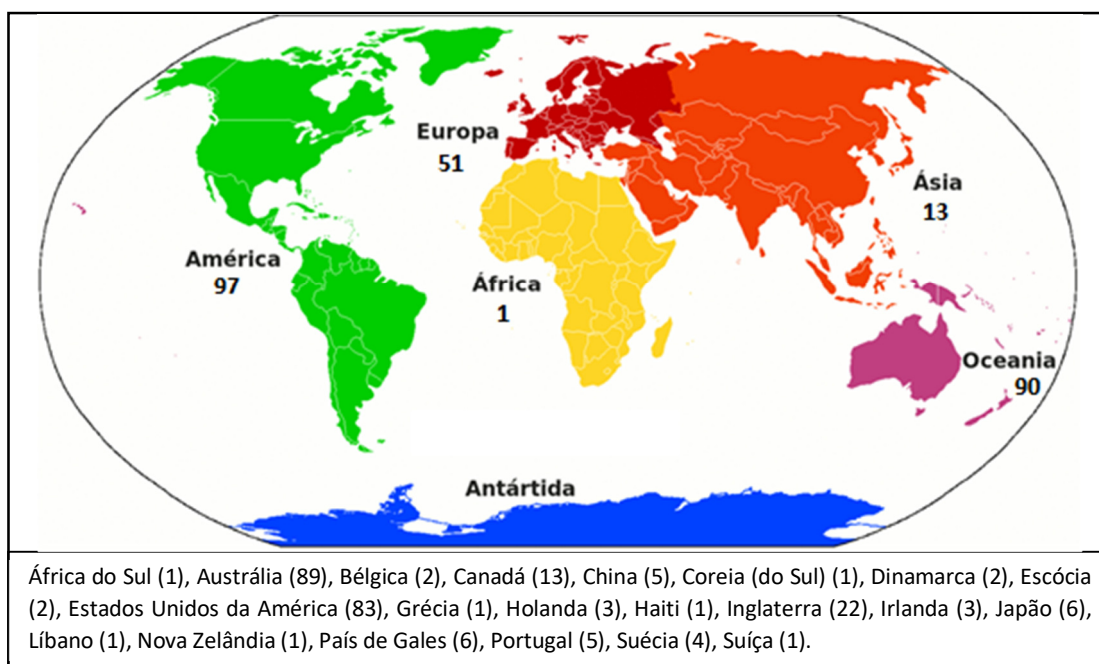 Europa
51
Ásia
13
América
97
África
1
Oceania
90
Antártida
África do Sul (1), Austrália (89), Bélgica (2), Canadá (13), China (5), Coreia (do Sul) (1), Dinamarca (2), Escócia
(2), Estados Unidos da América (83), Grécia (1), Holanda (3), Haiti (1), Inglaterra (22), Irlanda (3), Japão (6),
Líbano (1), Nova Zelândia (1), País de Gales (6), Portugal (5), Suécia (4), Suíça (1).